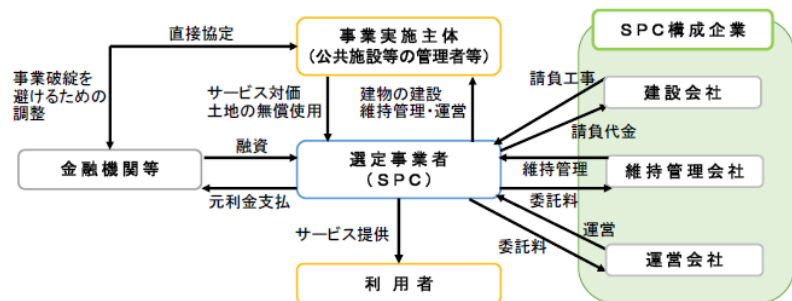 直接協定
事業実施主体
(公共施設等の管理者等)
SPC構成企業
事業破綻を
避けるための
調整
サービス対価
土地の無償使用
建物の建設
維持管理・運営
請負工事
建設会社
請負代金
金融機関等
融資
元利金支払
選定事業者
(SPC)
維持管理
維持管理会社
委託料
運営
サービス提供
委託料
運営会社
利用者